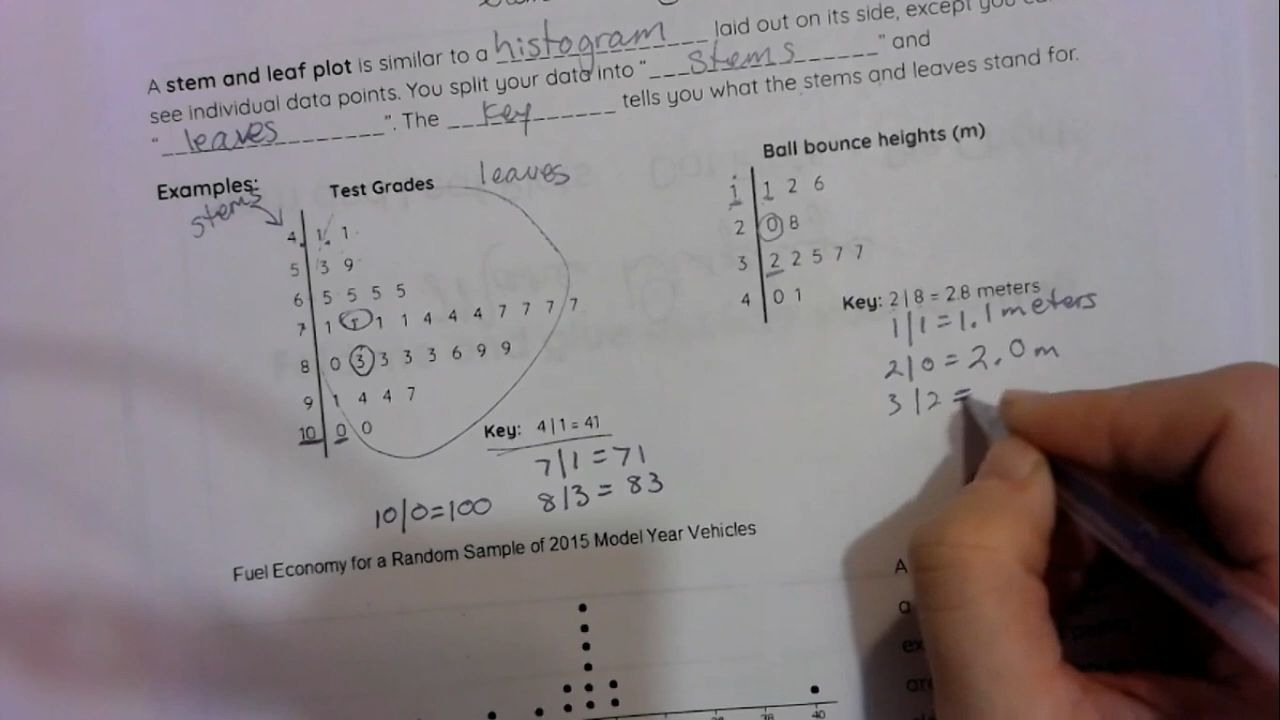 A stem and leaf plot is similar to a histogram laid out on its side, except you
see individual data points. You split your data into "stems" and
"leaves". The key tells you what the stems and leaves stand for.
Examples:
stems
Test Grades
leaves
4 | 1 1
5 | 3 9
6 | 5 5 5 5
7 | 1 1 1 1 4 4 4 7 7 7 7
8 | 0 3 3 3 3 6 9 9
9 | 1 4 4 7
10 | 0 0
Key: 4 | 1 = 41
7|1 = 71
8|3 = 83
10|0=100
Ball bounce heights (m)
1 | 1 2 6
2 | 0 8
3 | 2 2 5 7 7
4 | 0 1
Key: 2 | 8 = 2.8 meters
1|1 = 1.1 meters
2|0 = 2.0 m
3|2 =
Fuel Economy for a Random Sample of 2015 Model Year Vehicles
A
a
ex
38 40